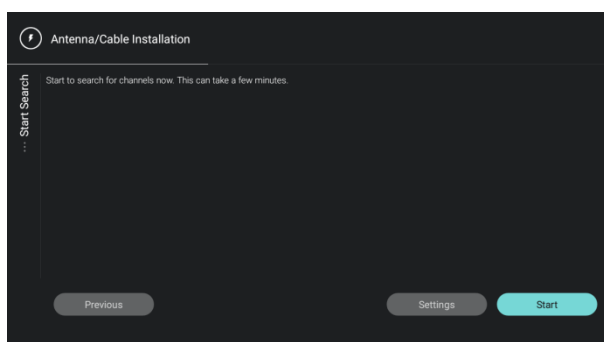 Antenna/Cable Installation
Start Search
Start to search for channels now. This can take a few minutes.
Previous
Settings
Start